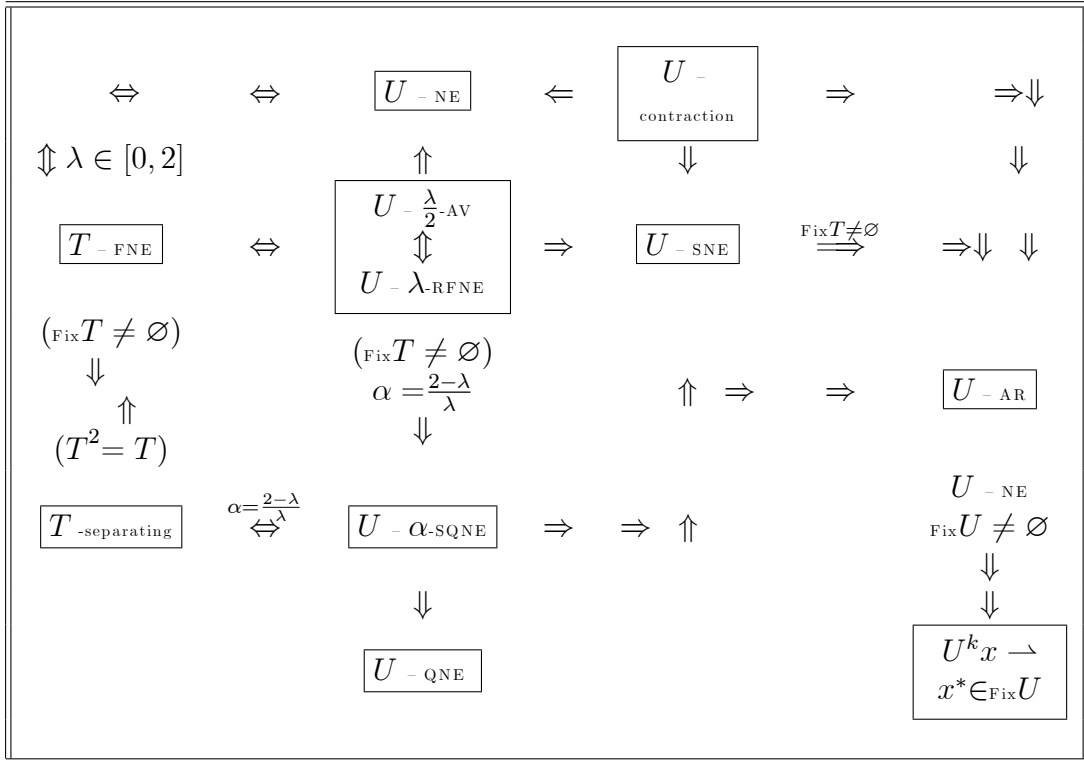 ⇔ ⇔ U – NE ⇐ U – ⇒ ⇒⇓
contraction
⇕ λ ∈ [0, 2] ⇑ ⇓ ⇓
U – λ/2-AV
T – FNE ⇔ ⇕ ⇒ U – SNE FixT≠∅ ⟹ ⇒⇓ ⇓
U – λ-RFNE
(FixT ≠ ∅) (FixT ≠ ∅)
⇓ α = (2−λ)/λ ⇑ ⇒ ⇒ U – AR
⇑ ⇓
(T² = T)
U – NE
T -separating α=(2−λ)/λ ⇔ U – α-SQNE ⇒ ⇒ ⇑ FixU ≠ ∅
⇓
⇓ ⇓
U – QNE Uᵏx ⇀
x* ∈FixU